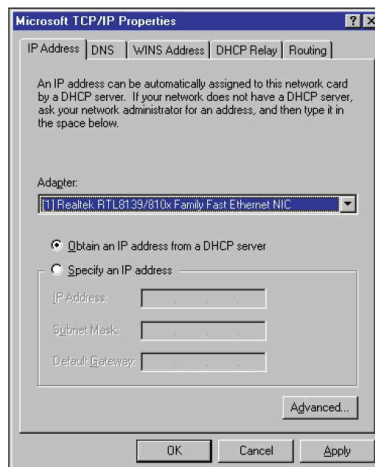 Microsoft TCP/IP Properties
IP Address DNS WINS Address DHCP Relay Routing
An IP address can be automatically assigned to this network card
by a DHCP server. If your network does not have a DHCP server,
ask your network administrator for an address, and then type it in
the space below.
Adapter:
[1] Realtek RTL8139/810x Family Fast Ethernet NIC
Obtain an IP address from a DHCP server
Specify an IP address
IP Address:
Subnet Mask:
Default Gateway:
Advanced...
OK Cancel Apply